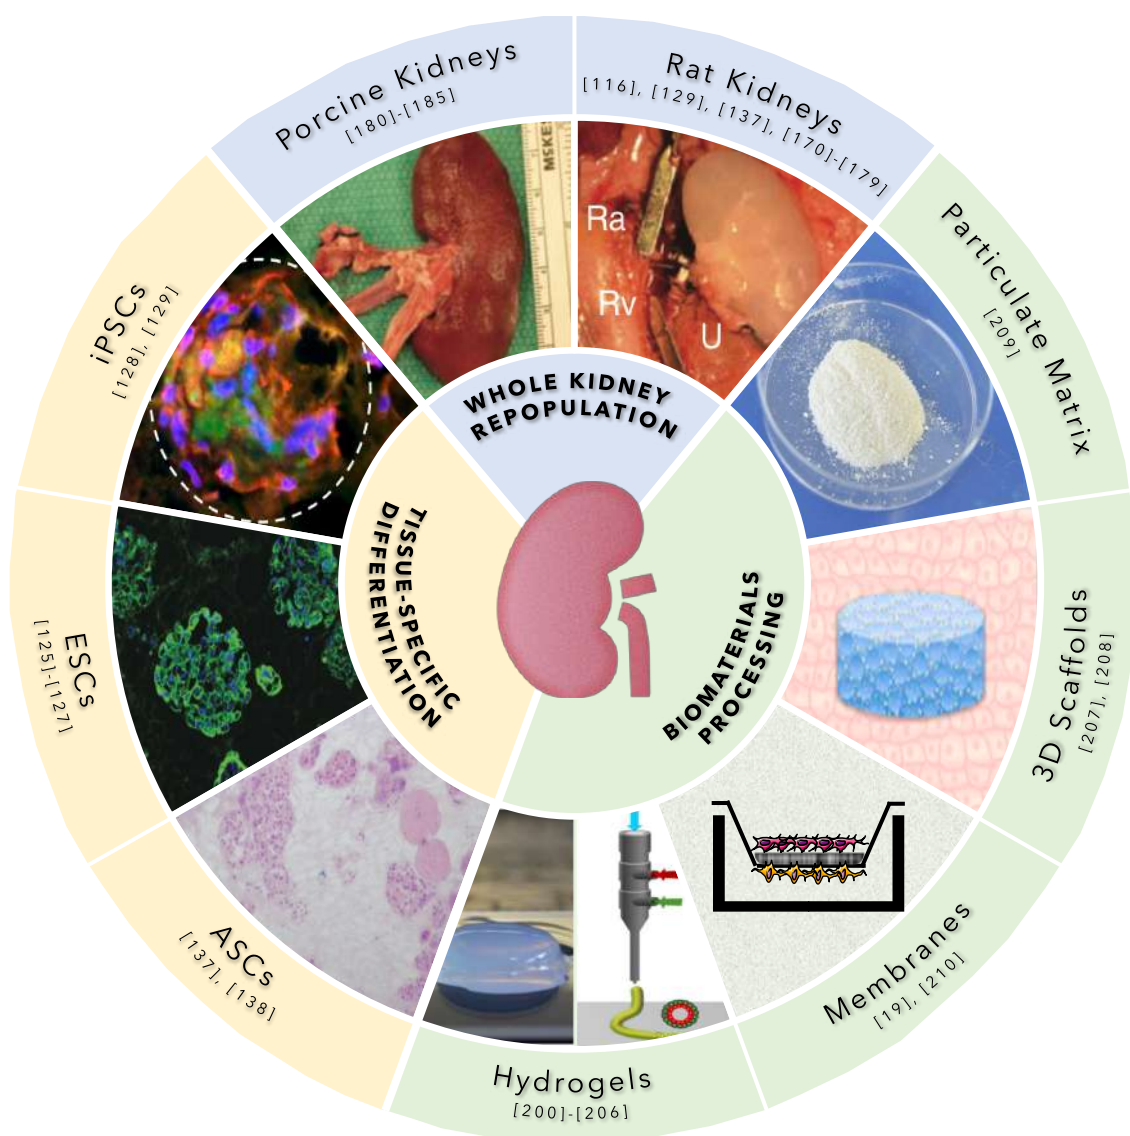 Porcine Kidneys
[180]-[185]
Rat Kidneys
[116], [129], [137], [170]-[179]
Particulate Matrix
[209]
3D Scaffolds
[207], [208]
Membranes
[19], [210]
Hydrogels
[200]-[206]
ASCs
[137], [138]
ESCs
[125]-[127]
iPSCs
[128], [129]
MSKE
Ra
Rv
U
WHOLE KIDNEY
REPOPULATION
BIOMATERIALS
PROCESSING
TISSUE-SPECIFIC
DIFFERENTIATION